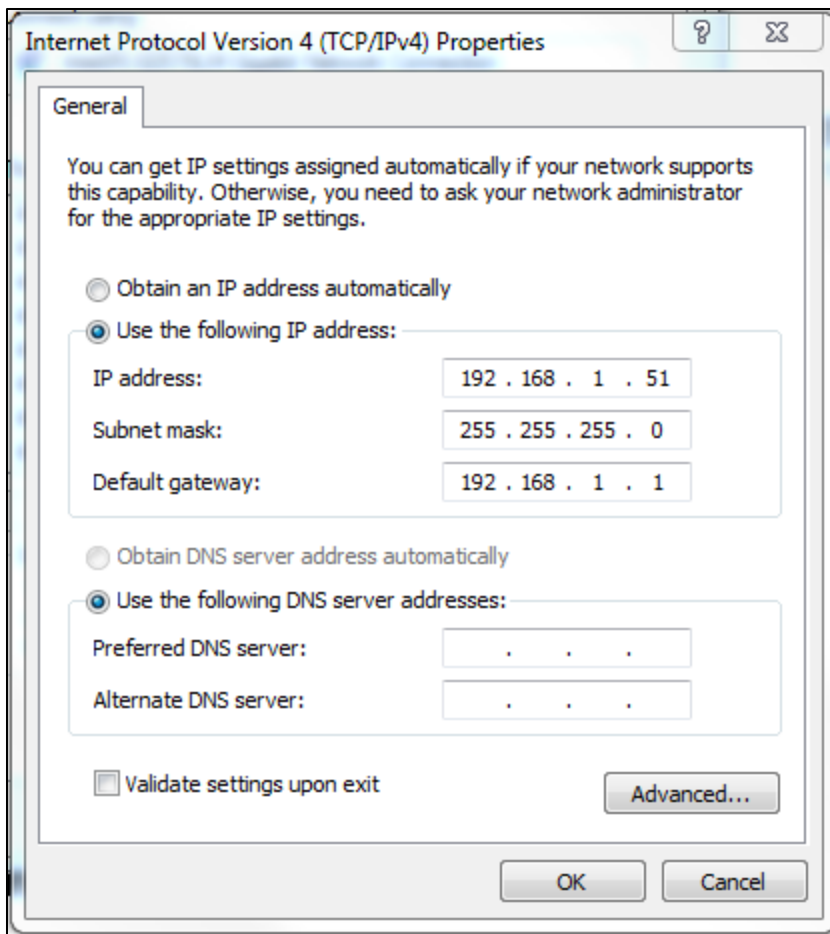 Internet Protocol Version 4 (TCP/IPv4) Properties
General
You can get IP settings assigned automatically if your network supports
this capability. Otherwise, you need to ask your network administrator
for the appropriate IP settings.
Obtain an IP address automatically
Use the following IP address:
IP address: 192 . 168 . 1 . 51
Subnet mask: 255 . 255 . 255 . 0
Default gateway: 192 . 168 . 1 . 1
Obtain DNS server address automatically
Use the following DNS server addresses:
Preferred DNS server: . . .
Alternate DNS server: . . .
Validate settings upon exit
Advanced...
OK Cancel